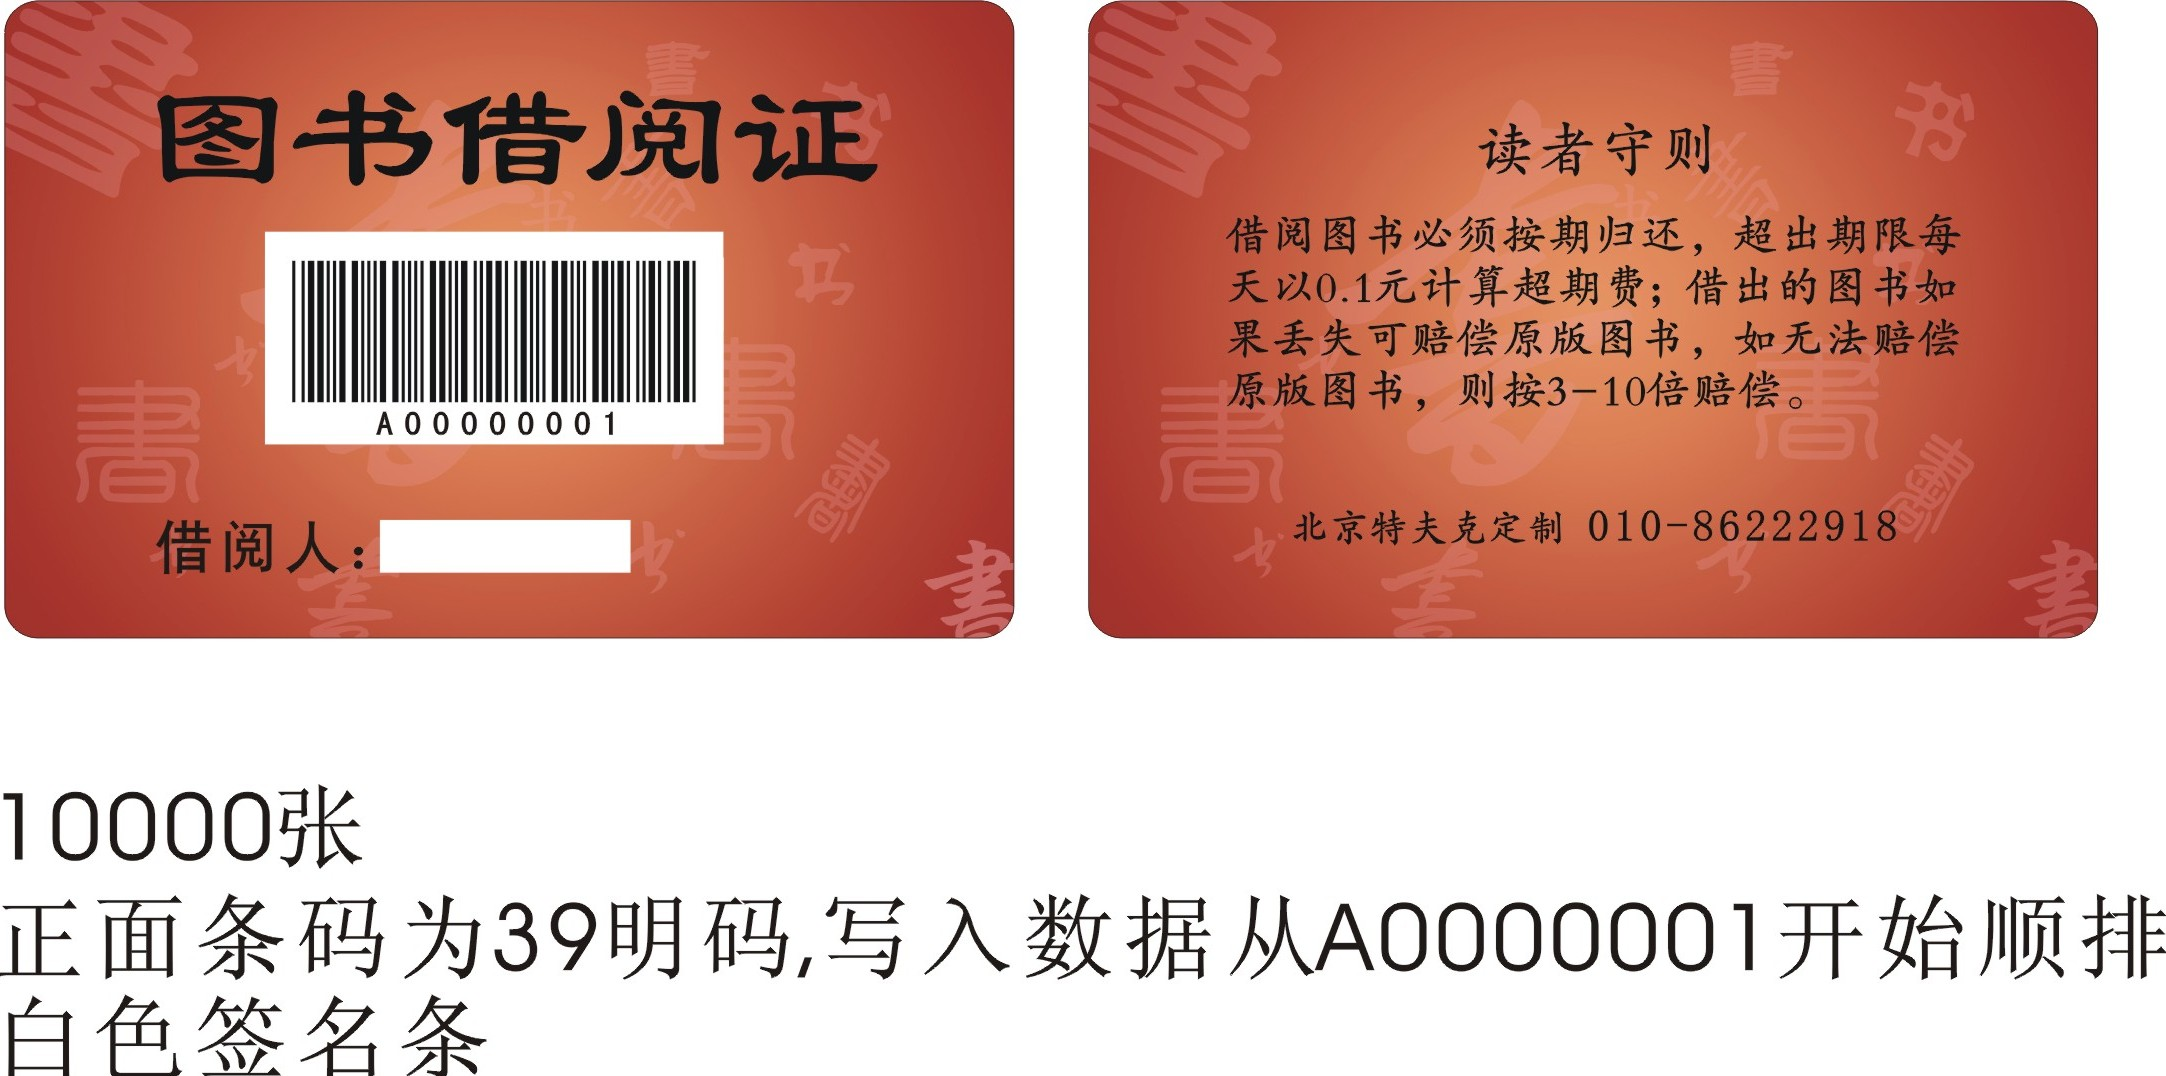 图书借阅证
A00000001
借阅人：
读者守则
借阅图书必须按期归还，超出期限每
天以0.1元计算超期费；借出的图书如
果丢失可赔偿原版图书，如无法赔偿
原版图书，则按3-10倍赔偿。
北京特夫克定制 010-86222918
10000张
正面条码为39明码,写入数据从A0000001开始顺排
白色签名条